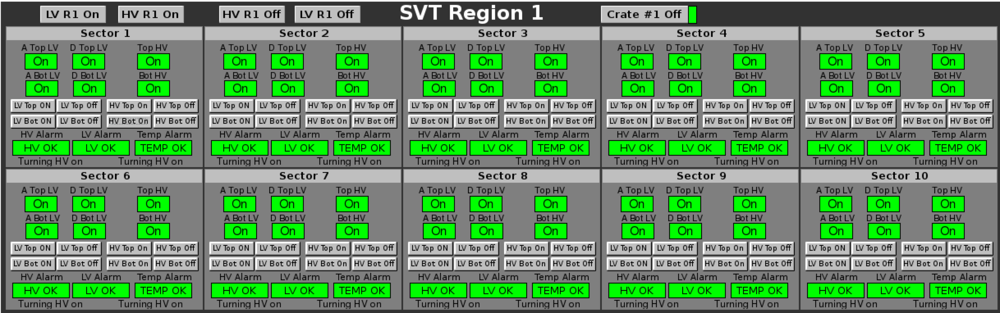 LV R1 On HV R1 On HV R1 Off LV R1 Off SVT Region 1 Crate #1 Off
Sector 1 Sector 2 Sector 3 Sector 4 Sector 5
A Top LV D Top LV Top HV A Top LV D Top LV Top HV A Top LV D Top LV Top HV A Top LV D Top LV Top HV A Top LV D Top LV Top HV
On On On On On On On On On On On On On On On
A Bot LV D Bot LV Bot HV A Bot LV D Bot LV Bot HV A Bot LV D Bot LV Bot HV A Bot LV D Bot LV Bot HV A Bot LV D Bot LV Bot HV
On On On On On On On On On On On On On On On
LV Top ON LV Top Off HV Top On HV Top Off LV Top ON LV Top Off HV Top On HV Top Off LV Top ON LV Top Off HV Top On HV Top Off LV Top ON LV Top Off HV Top On HV Top Off LV Top ON LV Top Off HV Top On HV Top Off
LV Bot ON LV Bot Off HV Bot On HV Bot Off LV Bot ON LV Bot Off HV Bot On HV Bot Off LV Bot ON LV Bot Off HV Bot On HV Bot Off LV Bot ON LV Bot Off HV Bot On HV Bot Off LV Bot ON LV Bot Off HV Bot On HV Bot Off
HV Alarm LV Alarm Temp Alarm HV Alarm LV Alarm Temp Alarm HV Alarm LV Alarm Temp Alarm HV Alarm LV Alarm Temp Alarm HV Alarm LV Alarm Temp Alarm
HV OK LV OK TEMP OK HV OK LV OK TEMP OK HV OK LV OK TEMP OK HV OK LV OK TEMP OK HV OK LV OK TEMP OK
Turning HV on Turning HV on Turning HV on Turning HV on Turning HV on Turning HV on Turning HV on Turning HV on Turning HV on Turning HV on
Sector 6 Sector 7 Sector 8 Sector 9 Sector 10
A Top LV D Top LV Top HV A Top LV D Top LV Top HV A Top LV D Top LV Top HV A Top LV D Top LV Top HV A Top LV D Top LV Top HV
On On On On On On On On On On On On On On On
A Bot LV D Bot LV Bot HV A Bot LV D Bot LV Bot HV A Bot LV D Bot LV Bot HV A Bot LV D Bot LV Bot HV A Bot LV D Bot LV Bot HV
On On On On On On On On On On On On On On On
LV Top ON LV Top Off HV Top On HV Top Off LV Top ON LV Top Off HV Top On HV Top Off LV Top ON LV Top Off HV Top On HV Top Off LV Top ON LV Top Off HV Top On HV Top Off LV Top ON LV Top Off HV Top On HV Top Off
LV Bot ON LV Bot Off HV Bot On HV Bot Off LV Bot ON LV Bot Off HV Bot On HV Bot Off LV Bot ON LV Bot Off HV Bot On HV Bot Off LV Bot ON LV Bot Off HV Bot On HV Bot Off LV Bot ON LV Bot Off HV Bot On HV Bot Off
HV Alarm LV Alarm Temp Alarm HV Alarm LV Alarm Temp Alarm HV Alarm LV Alarm Temp Alarm HV Alarm LV Alarm Temp Alarm HV Alarm LV Alarm Temp Alarm
HV OK LV OK TEMP OK HV OK LV OK TEMP OK HV OK LV OK TEMP OK HV OK LV OK TEMP OK HV OK LV OK TEMP OK
Turning HV on Turning HV on Turning HV on Turning HV on Turning HV on Turning HV on Turning HV on Turning HV on Turning HV on Turning HV on